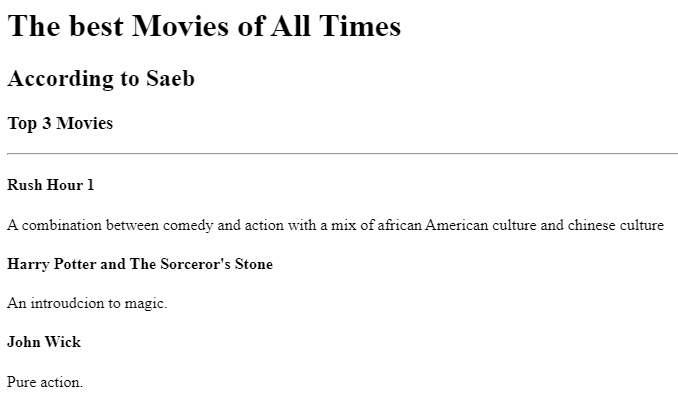 The best Movies of All Times
According to Saeb
Top 3 Movies
Rush Hour 1
A combination between comedy and action with a mix of african American culture and chinese culture
Harry Potter and The Sorceror's Stone
An introudcion to magic.
John Wick
Pure action.